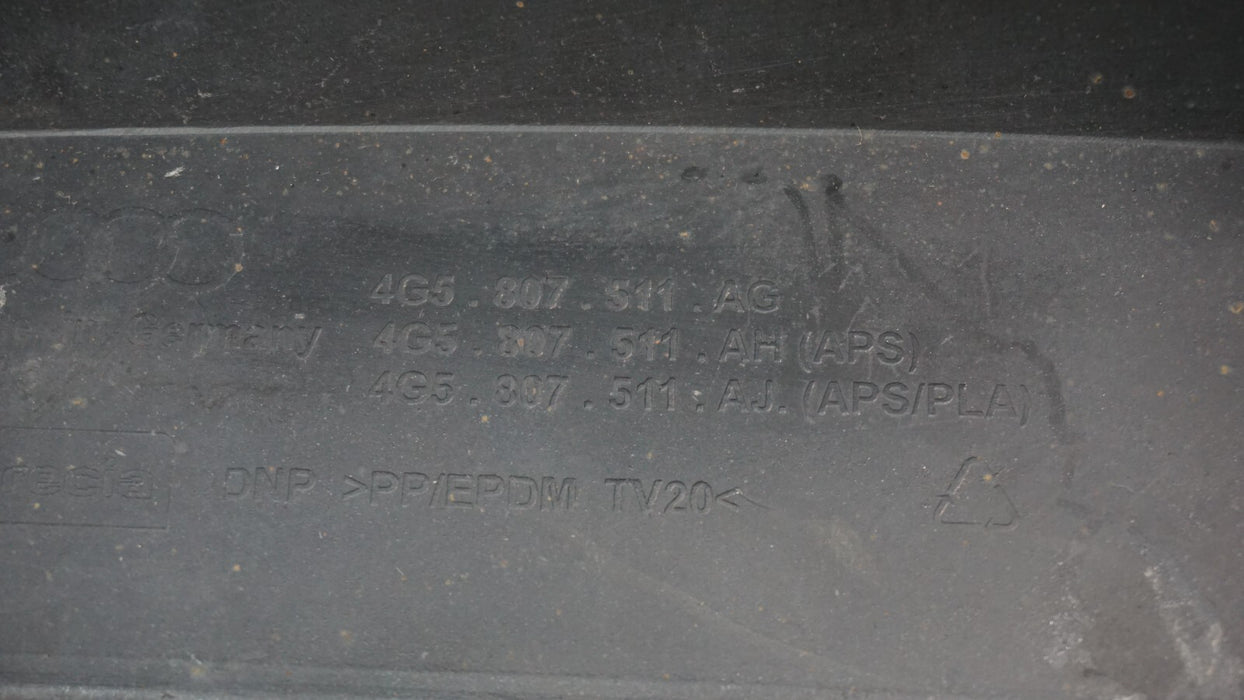 4G5 . 807 . 511 . AG
Germany 4G5 . 807 . 511 . AH (APS)
4G5 . 807 . 511 . AJ. (APS/PLA)
recia DNP >PP/EPDM TV20<